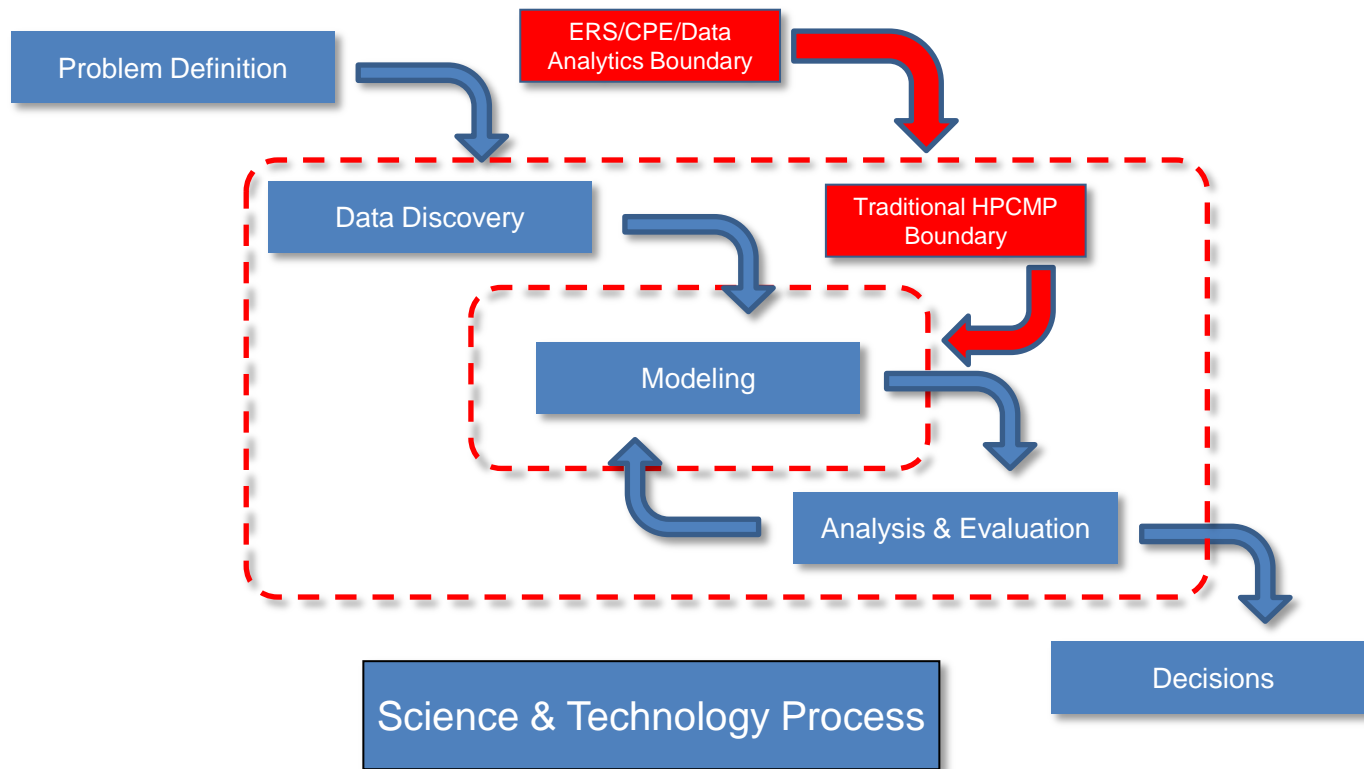 ERS/CPE/Data
Analytics Boundary
Problem Definition
Data Discovery
Traditional HPCMP
Boundary
Modeling
Analysis & Evaluation
Decisions
Science & Technology Process